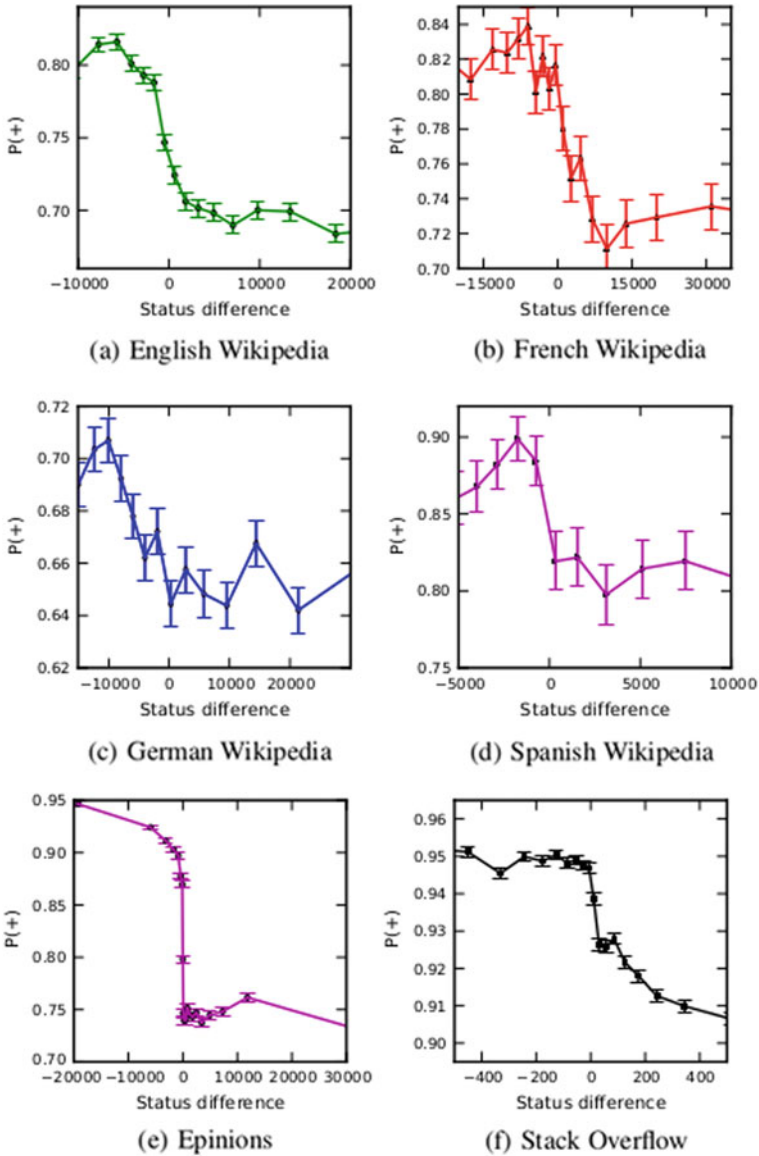 0.80
0.75
0.70
P(+)
−10000 0 10000 20000
Status difference
(a) English Wikipedia
0.84
0.82
0.80
0.78
0.76
0.74
0.72
0.70
P(+)
−15000 0 15000 30000
Status difference
(b) French Wikipedia
0.72
0.70
0.68
0.66
0.64
0.62
P(+)
−10000 0 10000 20000
Status difference
(c) German Wikipedia
0.90
0.85
0.80
0.75
P(+)
−5000 0 5000 10000
Status difference
(d) Spanish Wikipedia
0.95
0.90
0.85
0.80
0.75
0.70
P(+)
−20000 −10000 0 10000 20000 30000
Status difference
(e) Epinions
0.96
0.95
0.94
0.93
0.92
0.91
0.90
P(+)
−400 −200 0 200 400
Status difference
(f) Stack Overflow